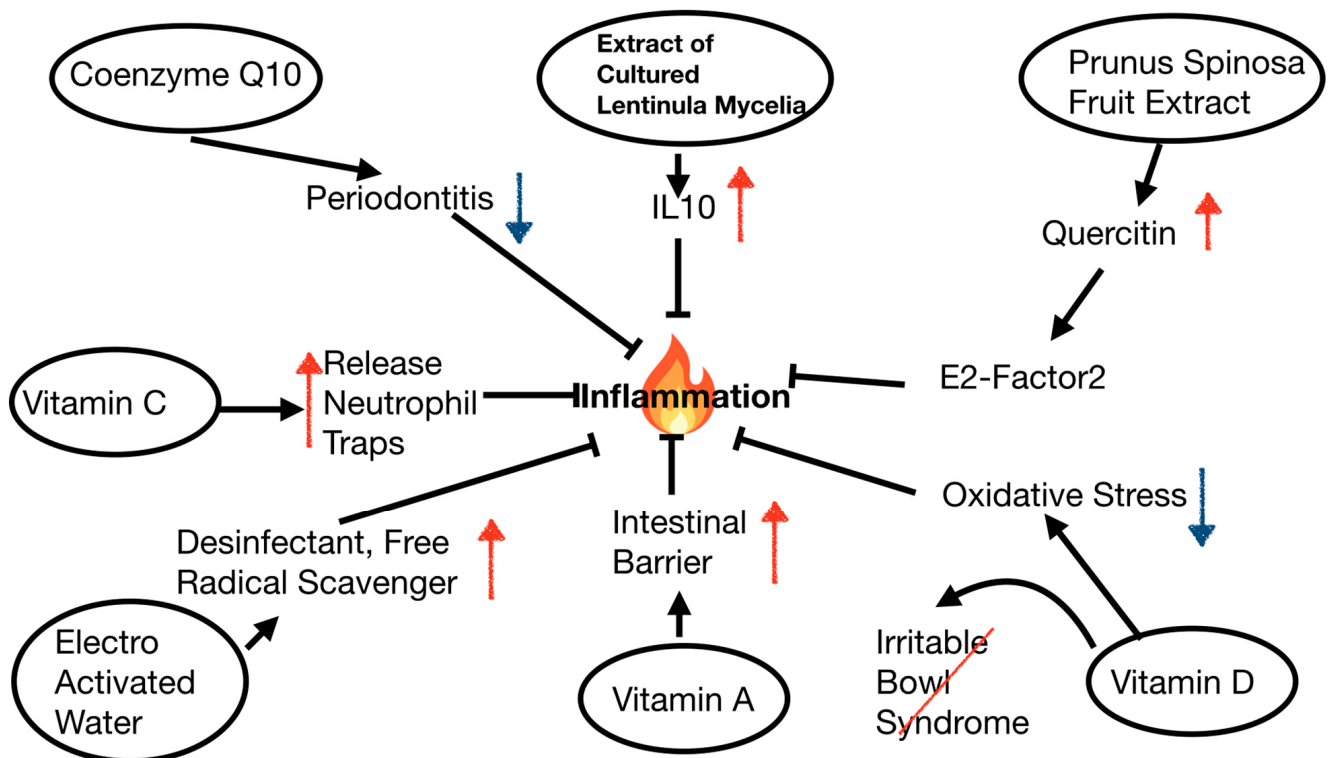 Coenzyme Q10
Extract of
Cultured
Lentinula Mycelia
Prunus Spinosa
Fruit Extract
Periodontitis
IL10
Quercitin
Vitamin C
Release
Neutrophil
Traps
Inflammation
E2-Factor2
Oxidative Stress
Desinfectant, Free
Radical Scavenger
Intestinal
Barrier
Electro
Activated
Water
Vitamin A
Irritable
Bowl
Syndrome
Vitamin D